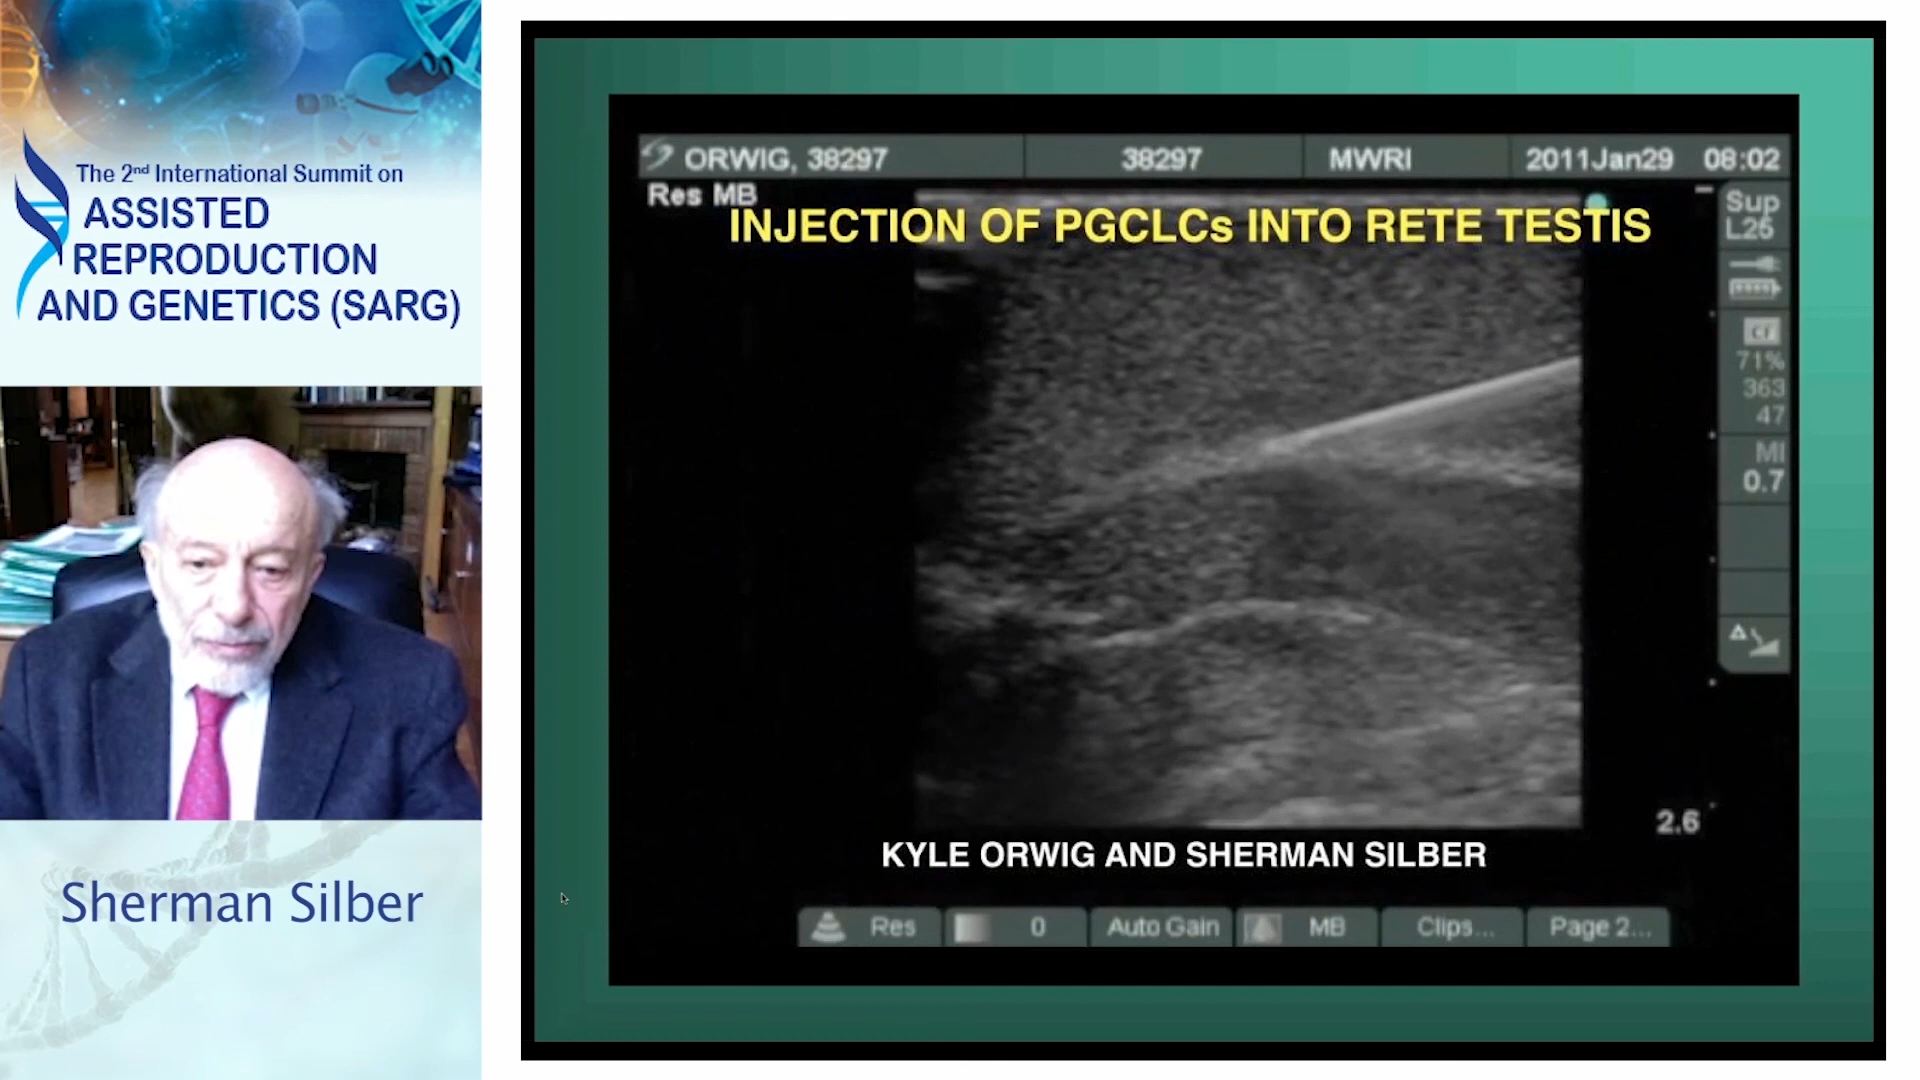 The 2nd International Summit on
ASSISTED
REPRODUCTION
AND GENETICS (SARG)
Sherman Silber
ORWIG, 38297 38297 MWRI 2011Jan29 08:02
Res MB
INJECTION OF PGCLCs INTO RETE TESTIS
Sup
L25
CF
71%
363
47
MI
0.7
2.6
KYLE ORWIG AND SHERMAN SILBER
Res 0 Auto Gain MB Clips... Page 2...